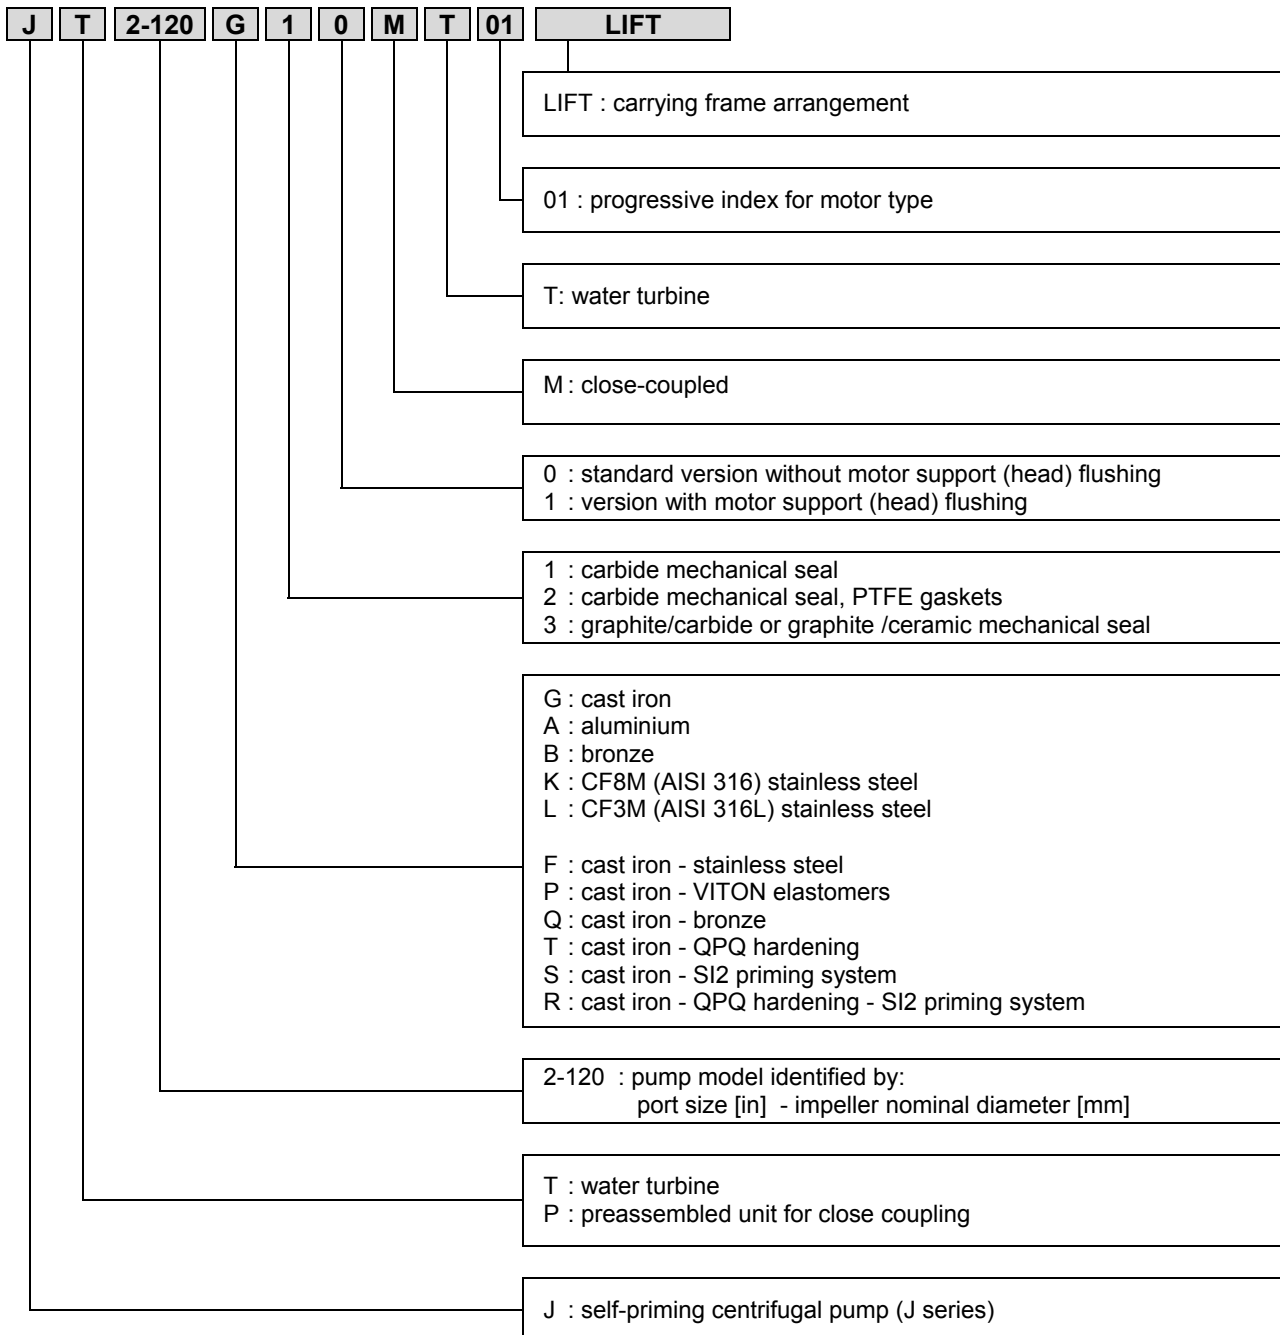 J T 2-120 G 1 0 M T 01 LIFT
LIFT : carrying frame arrangement
01 : progressive index for motor type
T: water turbine
M : close-coupled
0 : standard version without motor support (head) flushing
1 : version with motor support (head) flushing
1 : carbide mechanical seal
2 : carbide mechanical seal, PTFE gaskets
3 : graphite/carbide or graphite /ceramic mechanical seal
G : cast iron
A : aluminium
B : bronze
K : CF8M (AISI 316) stainless steel
L : CF3M (AISI 316L) stainless steel
F : cast iron - stainless steel
P : cast iron - VITON elastomers
Q : cast iron - bronze
T : cast iron - QPQ hardening
S : cast iron - SI2 priming system
R : cast iron - QPQ hardening - SI2 priming system
2-120 : pump model identified by:
port size [in] - impeller nominal diameter [mm]
T : water turbine
P : preassembled unit for close coupling
J : self-priming centrifugal pump (J series)